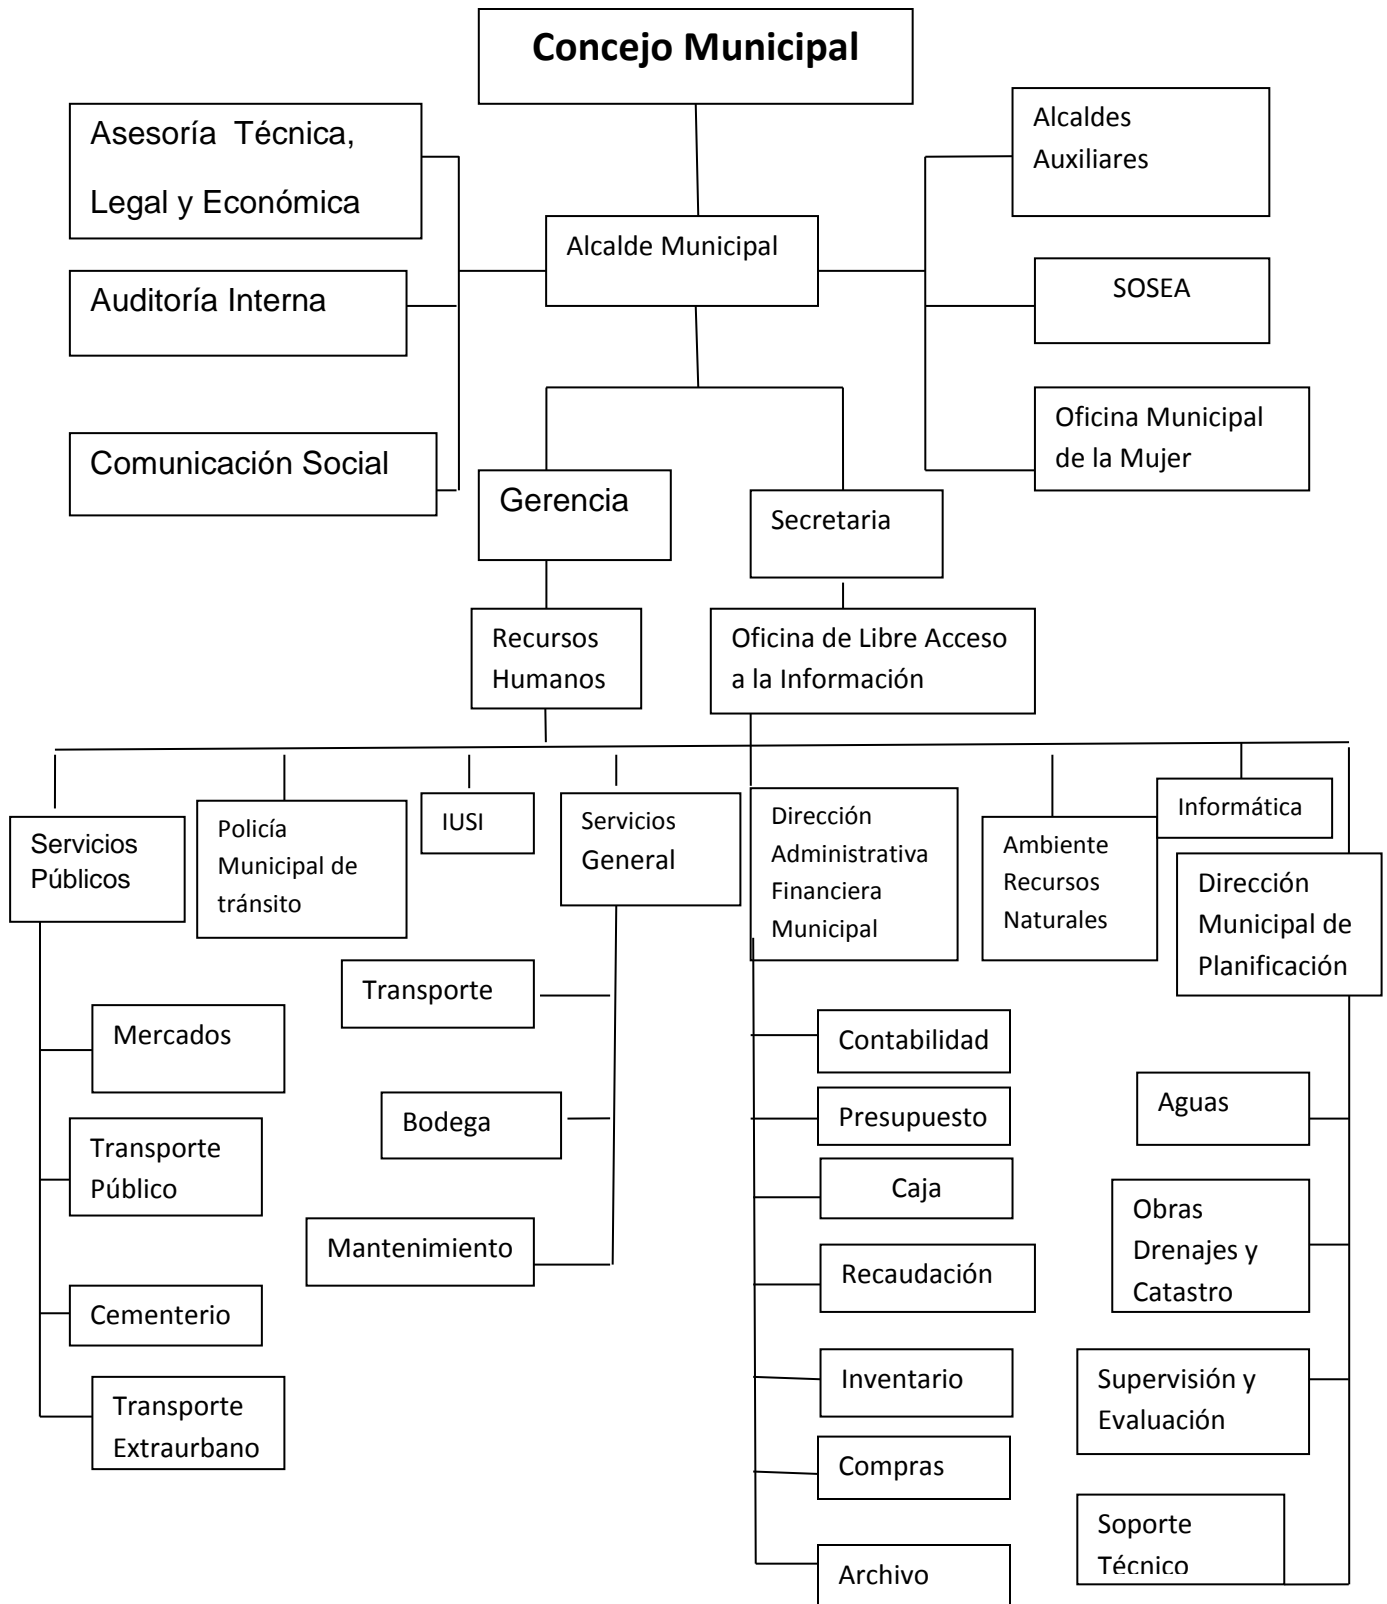 Concejo Municipal
Asesoría Técnica,
Legal y Económica
Alcaldes
Auxiliares
Alcalde Municipal
Auditoría Interna
SOSEA
Oficina Municipal
de la Mujer
Comunicación Social
Gerencia
Secretaria
Recursos
Humanos
Oficina de Libre Acceso
a la Información
Servicios
Públicos
Policía
Municipal de
tránsito
IUSI
Servicios
General
Dirección
Administrativa
Financiera
Municipal
Ambiente
Recursos
Naturales
Informática
Dirección
Municipal de
Planificación
Mercados
Transporte
Público
Cementerio
Transporte
Extraurbano
Transporte
Bodega
Mantenimiento
Contabilidad
Presupuesto
Caja
Recaudación
Inventario
Compras
Archivo
Aguas
Obras
Drenajes y
Catastro
Supervisión y
Evaluación
Soporte
Técnico